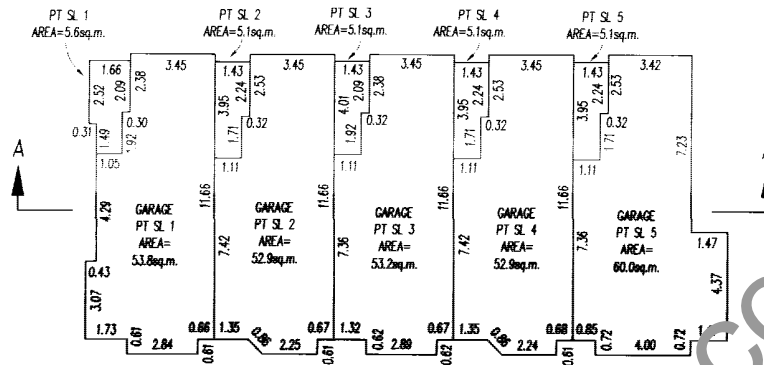 PT SL 1
AREA=5.6sq.m.
PT SL 2
AREA=5.1sq.m.
PT SL 3
AREA=5.1sq.m.
PT SL 4
AREA=5.1sq.m.
PT SL 5
AREA=5.1sq.m.
1.66
3.45
1.43
3.45
1.43
3.45
1.43
3.45
1.43
3.42
2.52
2.09
2.38
3.95
2.24
2.53
4.01
2.09
2.38
3.95
2.24
2.53
3.95
2.24
2.53
0.31
0.30
0.32
0.32
0.32
0.32
1.49
1.92
1.71
1.92
1.71
1.71
7.23
1.05
1.11
1.11
1.11
1.11
A
4.29
11.66
11.66
11.66
11.66
GARAGE
PT SL 1
AREA=
53.8sq.m.
GARAGE
PT SL 2
AREA=
52.9sq.m.
GARAGE
PT SL 3
AREA=
53.2sq.m.
GARAGE
PT SL 4
AREA=
52.9sq.m.
GARAGE
PT SL 5
AREA=
60.0sq.m.
7.42
7.36
7.42
7.36
1.47
0.43
3.07
4.37
1.73
0.61
0.66
1.35
0.86
0.67
1.32
0.62
0.67
1.35
0.86
0.68
0.85
0.72
0.72
2.84
0.61
2.25
0.61
2.89
0.62
2.24
0.61
4.00
CO